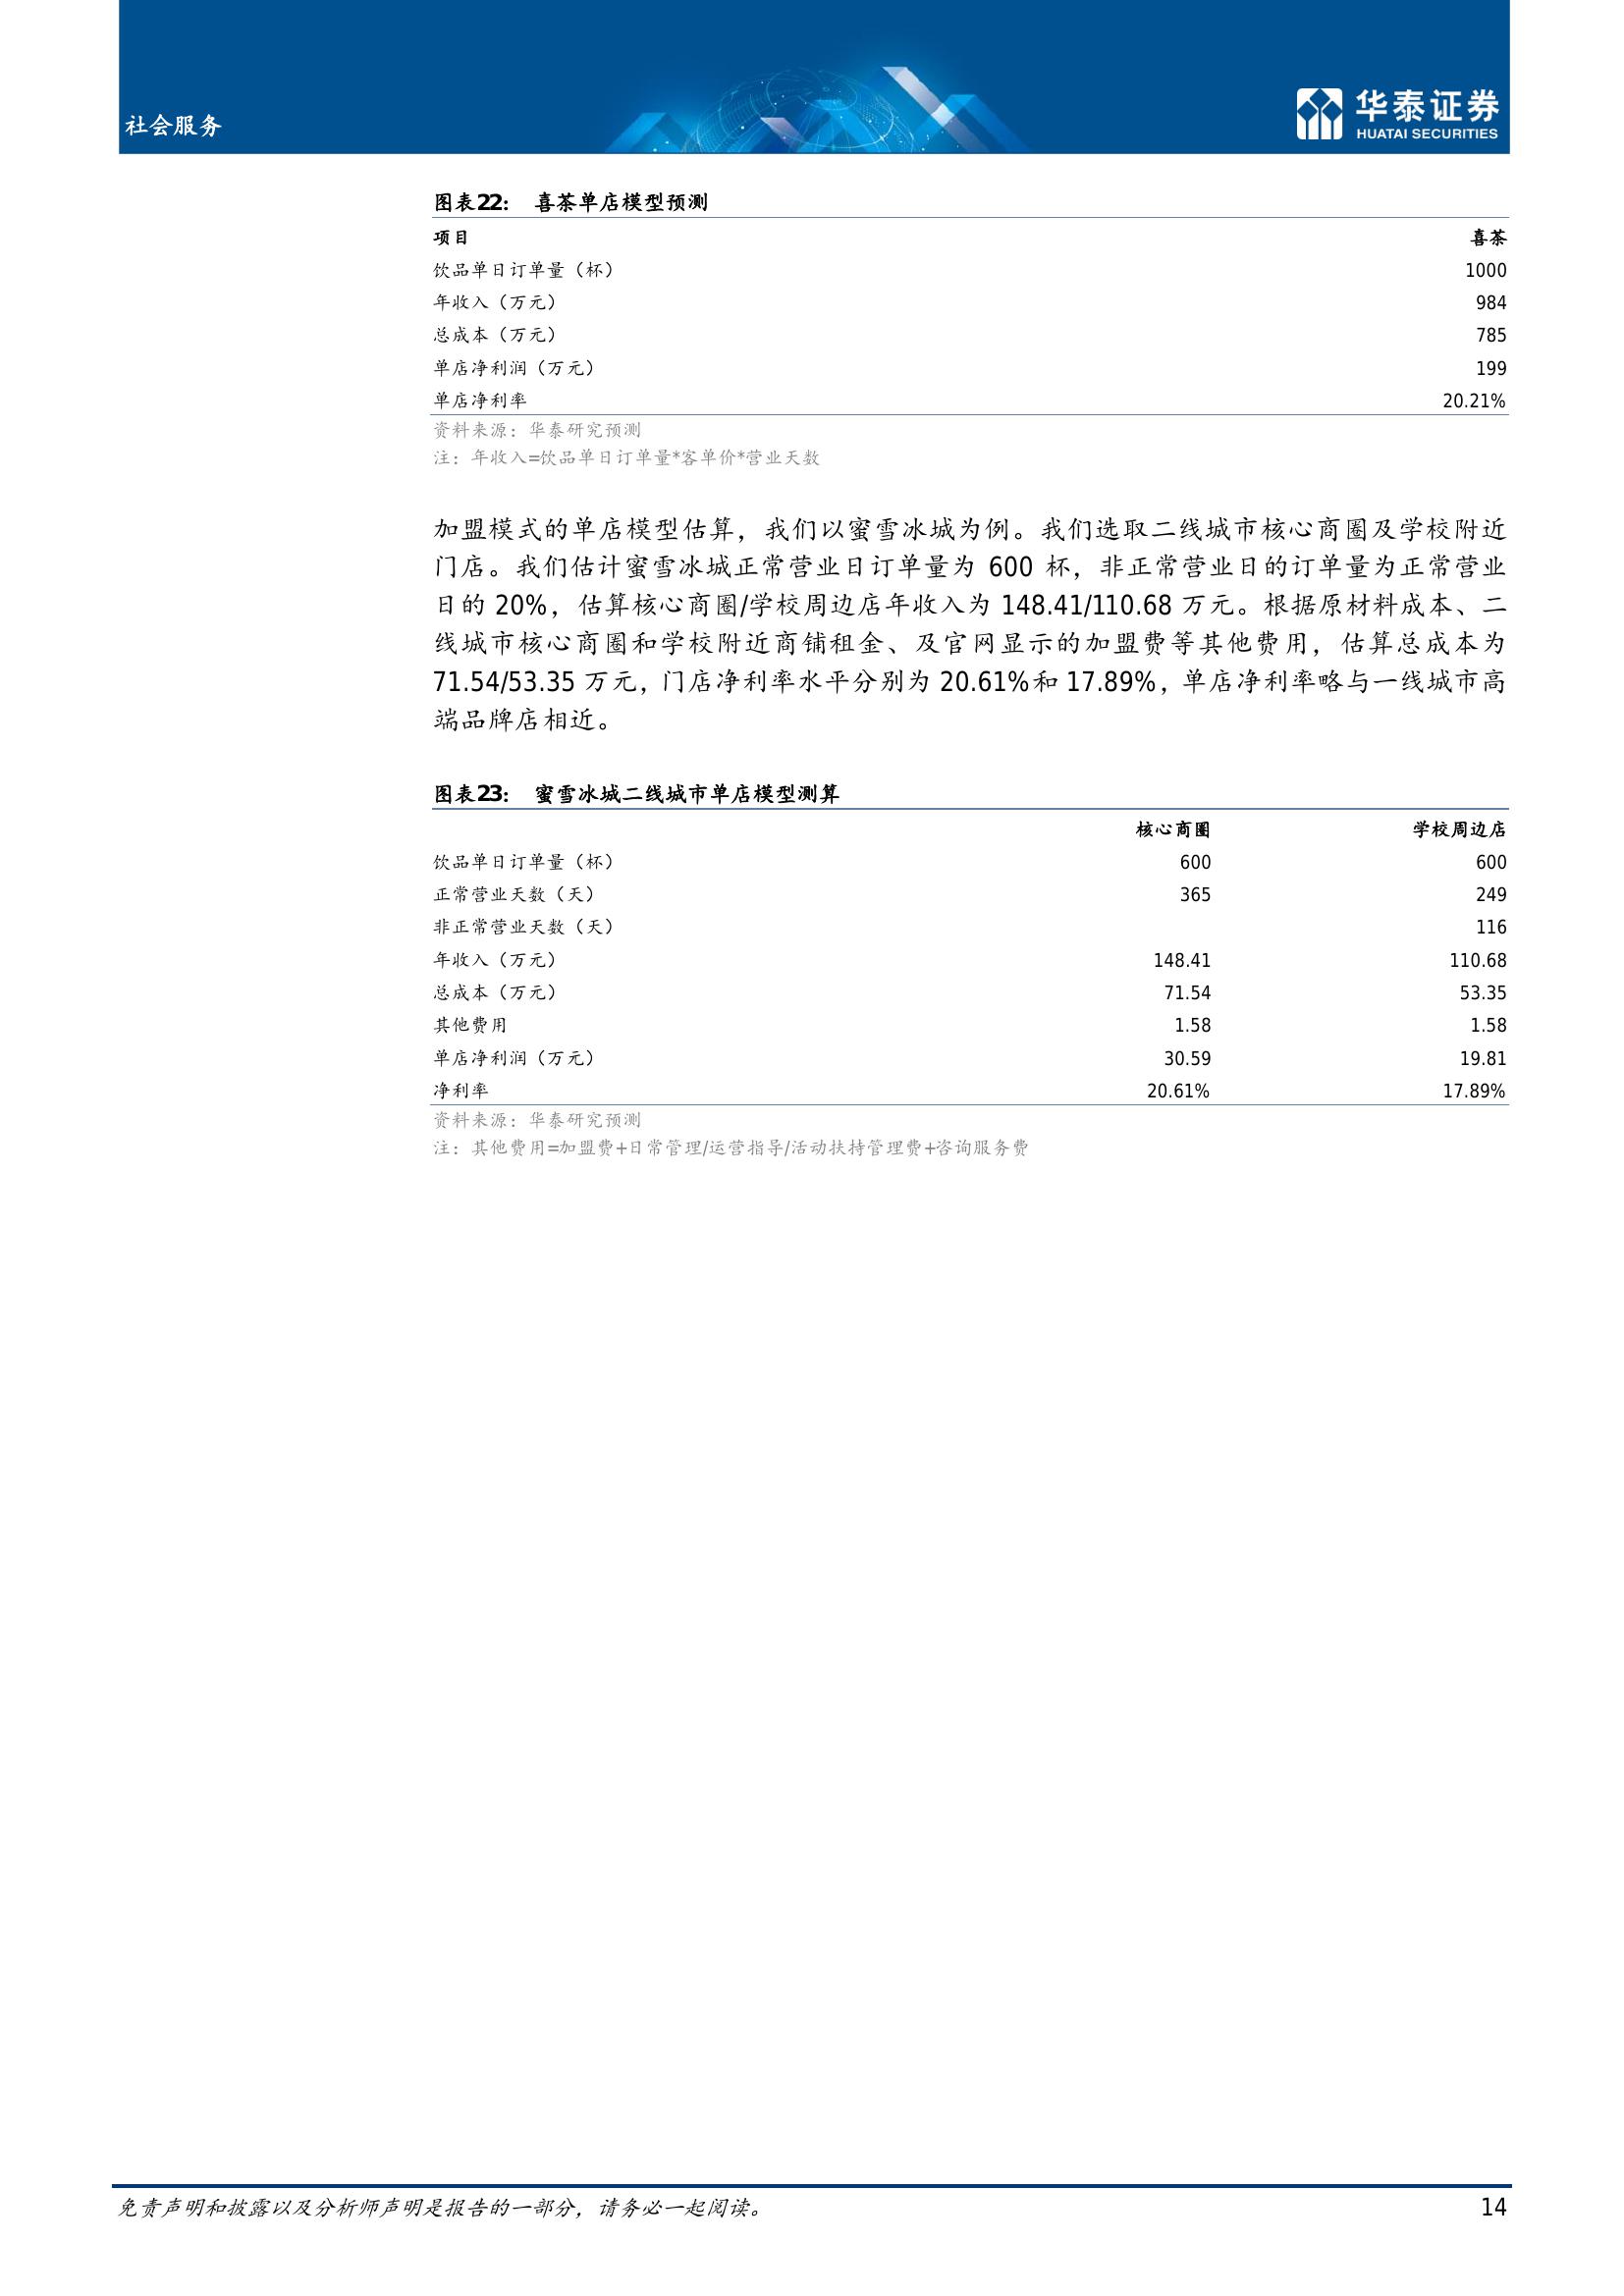 社会服务
华泰证券
HUATAI SECURITIES
图表22： 喜茶单店模型预测
项目 喜茶
饮品单日订单量（杯） 1000
年收入（万元） 984
总成本（万元） 785
单店净利润（万元） 199
单店净利率 20.21%
资料来源：华泰研究预测
注：年收入=饮品单日订单量*客单价*营业天数
加盟模式的单店模型估算，我们以蜜雪冰城为例。我们选取二线城市核心商圈及学校附近
门店。我们估计蜜雪冰城正常营业日订单量为 600 杯，非正常营业日的订单量为正常营业
日的 20%，估算核心商圈/学校周边店年收入为 148.41/110.68 万元。根据原材料成本、二
线城市核心商圈和学校附近商铺租金、及官网显示的加盟费等其他费用，估算总成本为
71.54/53.35 万元，门店净利率水平分别为 20.61%和 17.89%，单店净利率略与一线城市高
端品牌店相近。
图表23： 蜜雪冰城二线城市单店模型测算
核心商圈 学校周边店
饮品单日订单量（杯） 600 600
正常营业天数（天） 365 249
非正常营业天数（天） 116
年收入（万元） 148.41 110.68
总成本（万元） 71.54 53.35
其他费用 1.58 1.58
单店净利润（万元） 30.59 19.81
净利率 20.61% 17.89%
资料来源：华泰研究预测
注：其他费用=加盟费+日常管理/运营指导/活动扶持管理费+咨询服务费
免责声明和披露以及分析师声明是报告的一部分，请务必一起阅读。 14